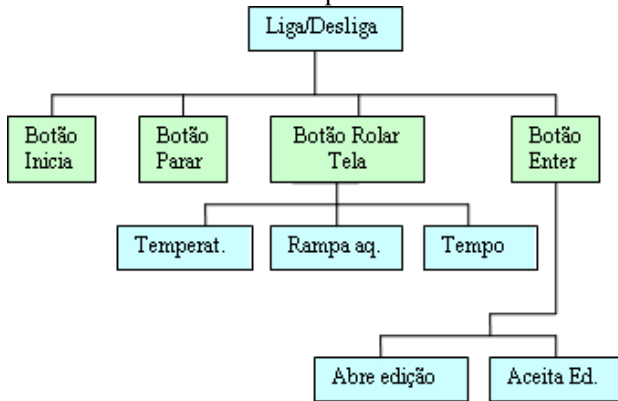 Liga/Desliga
Botão
Inicia
Botão
Parar
Botão Rolar
Tela
Botão
Enter
Temperat.
Rampa aq.
Tempo
Abre edição
Aceita Ed.